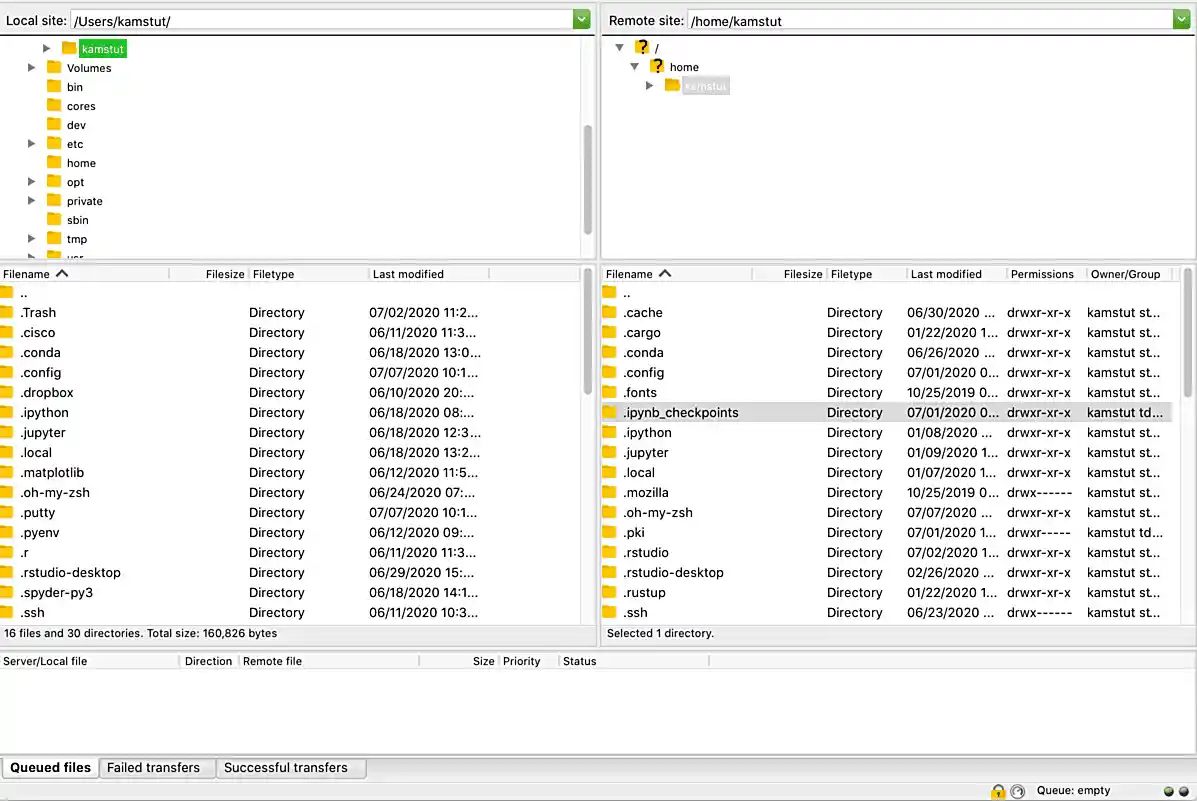 Local site: /Users/kamstut/
kamstut
Volumes
bin
cores
dev
etc
home
opt
private
sbin
tmp
usr
Remote site: /home/kamstut
/
home
kamstut
Filename Filesize Filetype Last modified
..
.Trash Directory 07/02/2020 11:2...
.cisco Directory 06/11/2020 11:3...
.conda Directory 06/18/2020 13:0...
.config Directory 07/07/2020 10:1...
.dropbox Directory 06/10/2020 20:...
.ipython Directory 06/18/2020 08:...
.jupyter Directory 06/18/2020 12:3...
.local Directory 06/18/2020 13:2...
.matplotlib Directory 06/12/2020 11:5...
.oh-my-zsh Directory 06/24/2020 07:...
.putty Directory 07/07/2020 10:1...
.pyenv Directory 06/12/2020 09:...
.r Directory 06/11/2020 11:3...
.rstudio-desktop Directory 06/29/2020 15:...
.spyder-py3 Directory 06/18/2020 14:1...
.ssh Directory 06/11/2020 10:3...
16 files and 30 directories. Total size: 160,826 bytes
Filename Filesize Filetype Last modified Permissions Owner/Group
..
.cache Directory 06/30/2020 ... drwxr-xr-x kamstut st...
.cargo Directory 01/22/2020 1... drwxr-xr-x kamstut st...
.conda Directory 06/26/2020 ... drwxr-xr-x kamstut st...
.config Directory 07/01/2020 0... drwxr-xr-x kamstut st...
.fonts Directory 10/25/2019 0... drwxr-xr-x kamstut st...
.ipynb_checkpoints Directory 07/01/2020 0... drwxr-xr-x kamstut td...
.ipython Directory 01/08/2020 ... drwxr-xr-x kamstut st...
.jupyter Directory 01/09/2020 1... drwxr-xr-x kamstut st...
.local Directory 01/07/2020 1... drwxr-xr-x kamstut st...
.mozilla Directory 10/25/2019 0... drwx------ kamstut st...
.oh-my-zsh Directory 07/07/2020 ... drwxr-xr-x kamstut st...
.pki Directory 07/01/2020 1... drwxr----- kamstut td...
.rstudio Directory 07/02/2020 1... drwxr-xr-x kamstut st...
.rstudio-desktop Directory 02/26/2020 ... drwxr-xr-x kamstut st...
.rustup Directory 01/22/2020 1... drwxr-xr-x kamstut st...
.ssh Directory 06/23/2020 ... drwx------ kamstut st...
Selected 1 directory.
Server/Local file Direction Remote file Size Priority Status
Queued files Failed transfers Successful transfers
Queue: empty